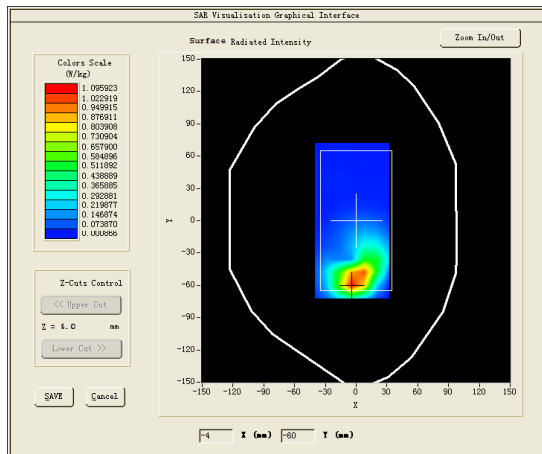 SAR Visualisation Graphical Interface
Surface Radiated Intensity
Zoom In/Out
Colors Scale
(W/kg)
1.095923
1.022919
0.949915
0.876911
0.803908
0.730904
0.657900
0.584896
0.511892
0.438889
0.365885
0.292881
0.219877
0.146874
0.073870
0.000866
150
120
90
60
30
0
-30
-60
-90
-120
-150
Y
-150 -120 -90 -60 -30 0 30 60 90 120 150
X
Z-Cuts Control
<< Upper Cut
Z = 4.0 mm
Lower Cut >>
SAVE Cancel
-4 X (mm) -60 Y (mm)